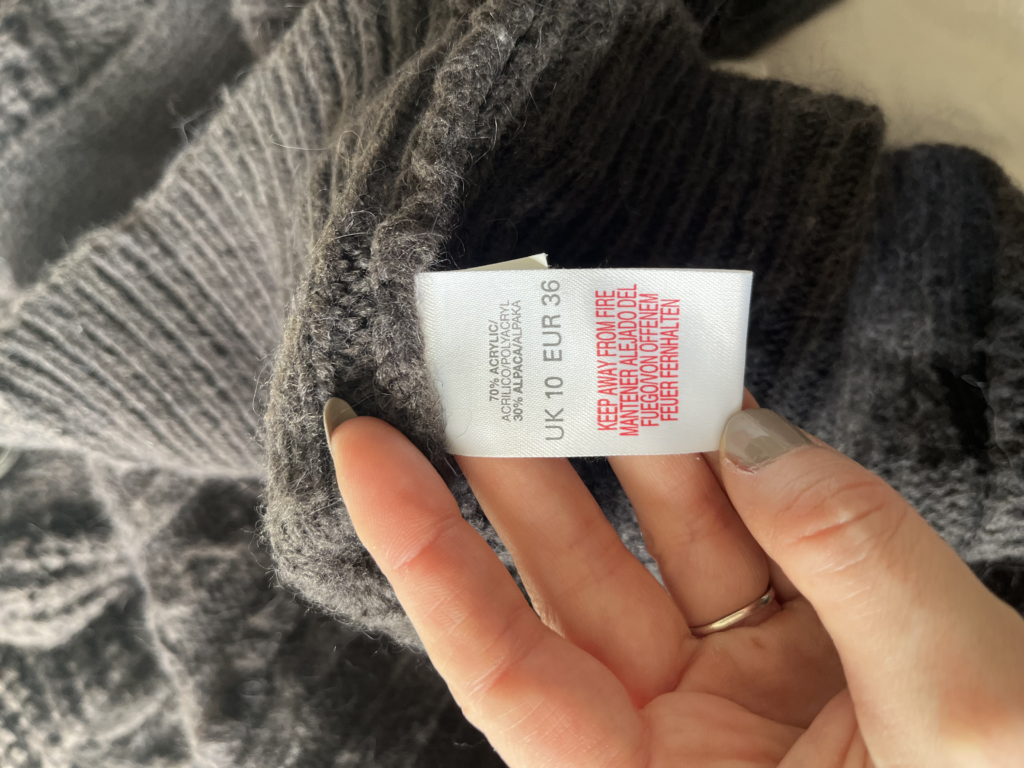 70% ACRYLIC/
ACRILICO/POLYACRYL
30% ALPACA/ALPAKA
UK 10 EUR 36
KEEP AWAY FROM FIRE
MANTENER ALEJADO DEL
FUEGO/VON OFFENEM
FEUER FERNHALTEN